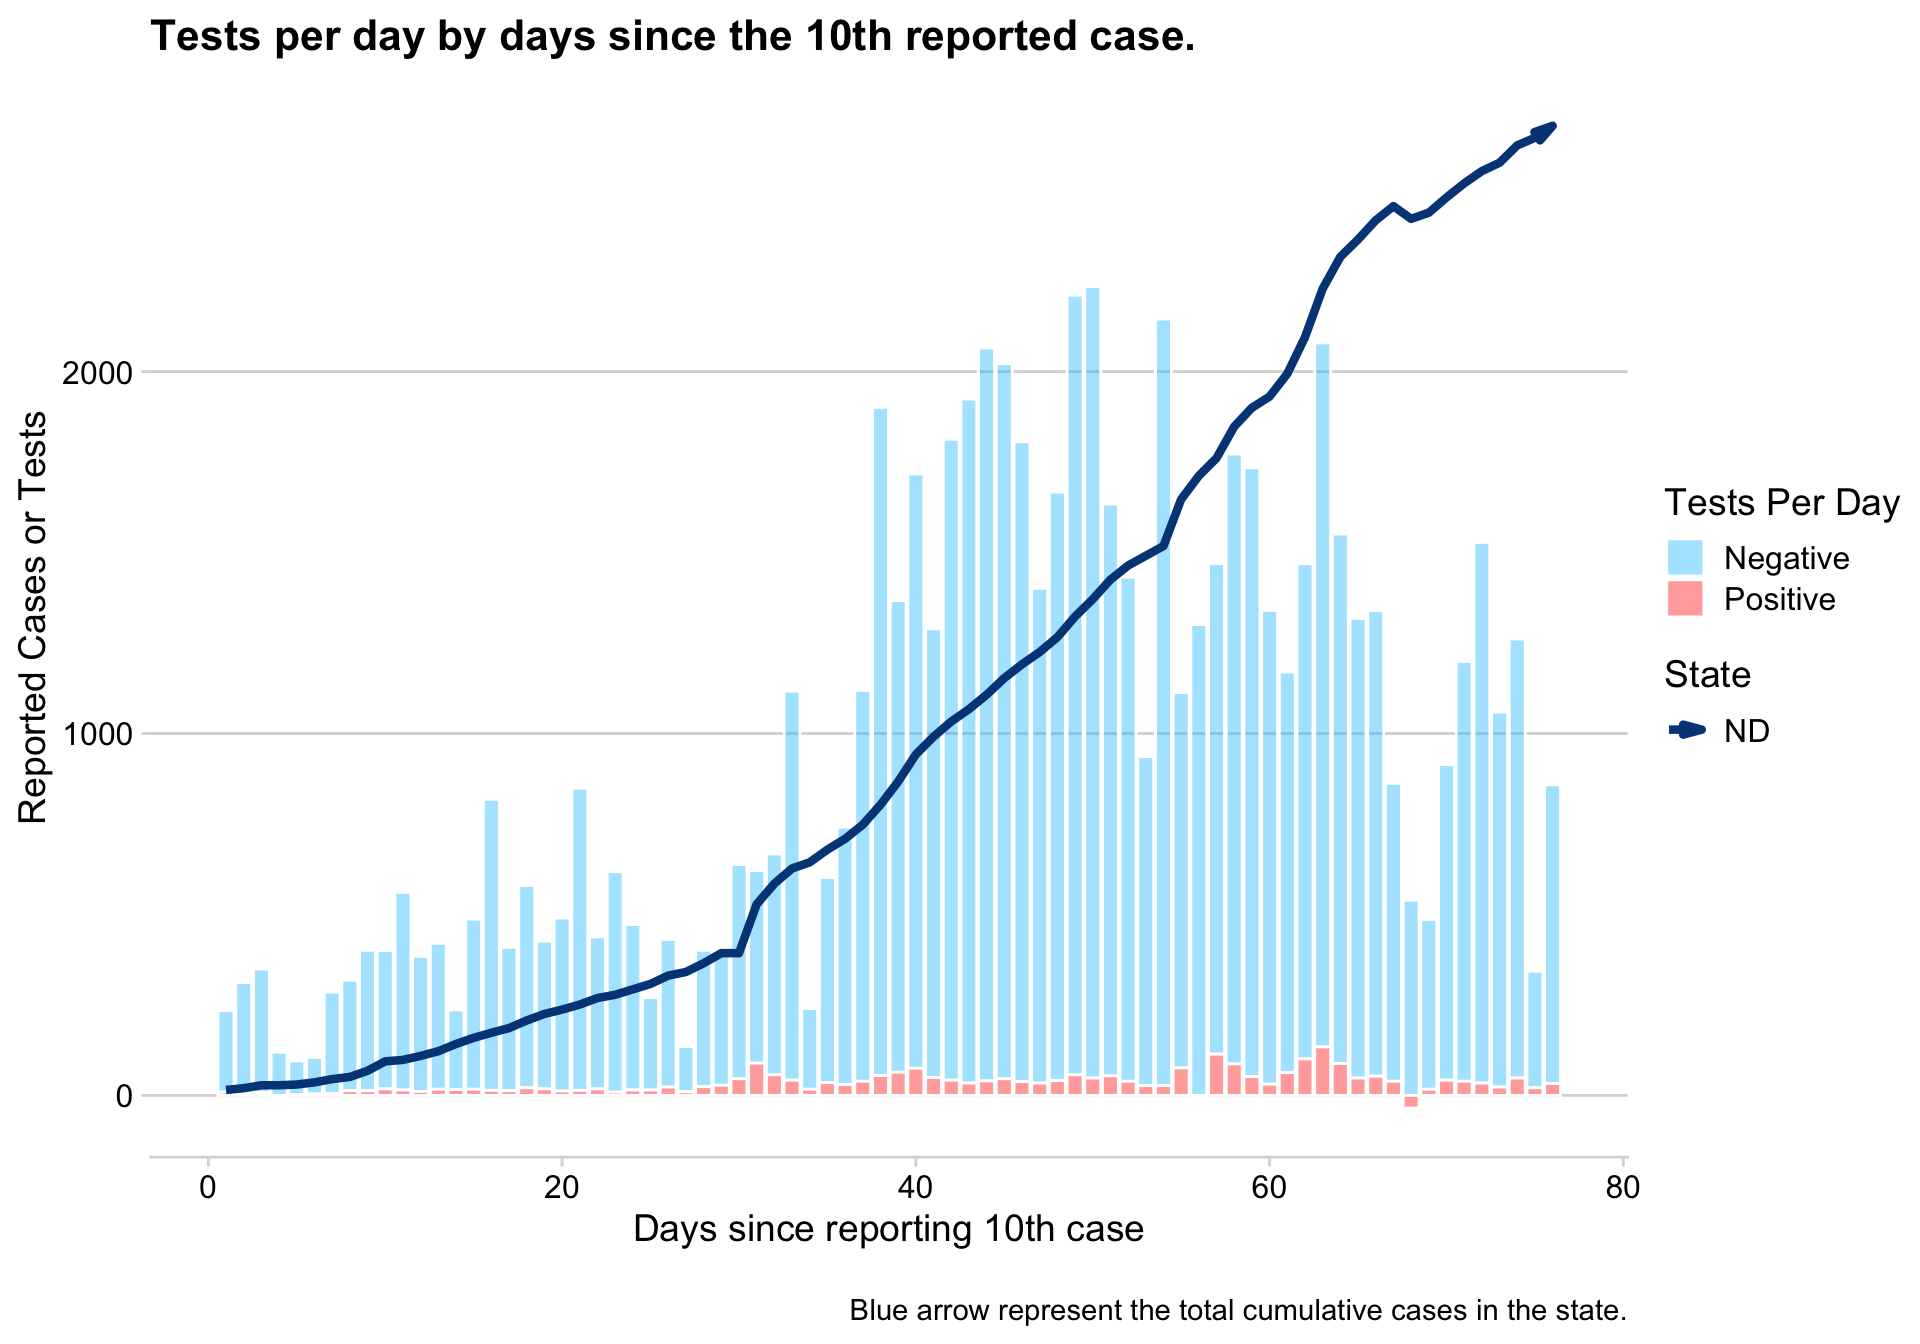 Tests per day by days since the 10th reported case.
Reported Cases or Tests
2000
1000
0
0 20 40 60 80
Days since reporting 10th case
Tests Per Day
Negative
Positive
State
ND
Blue arrow represent the total cumulative cases in the state.